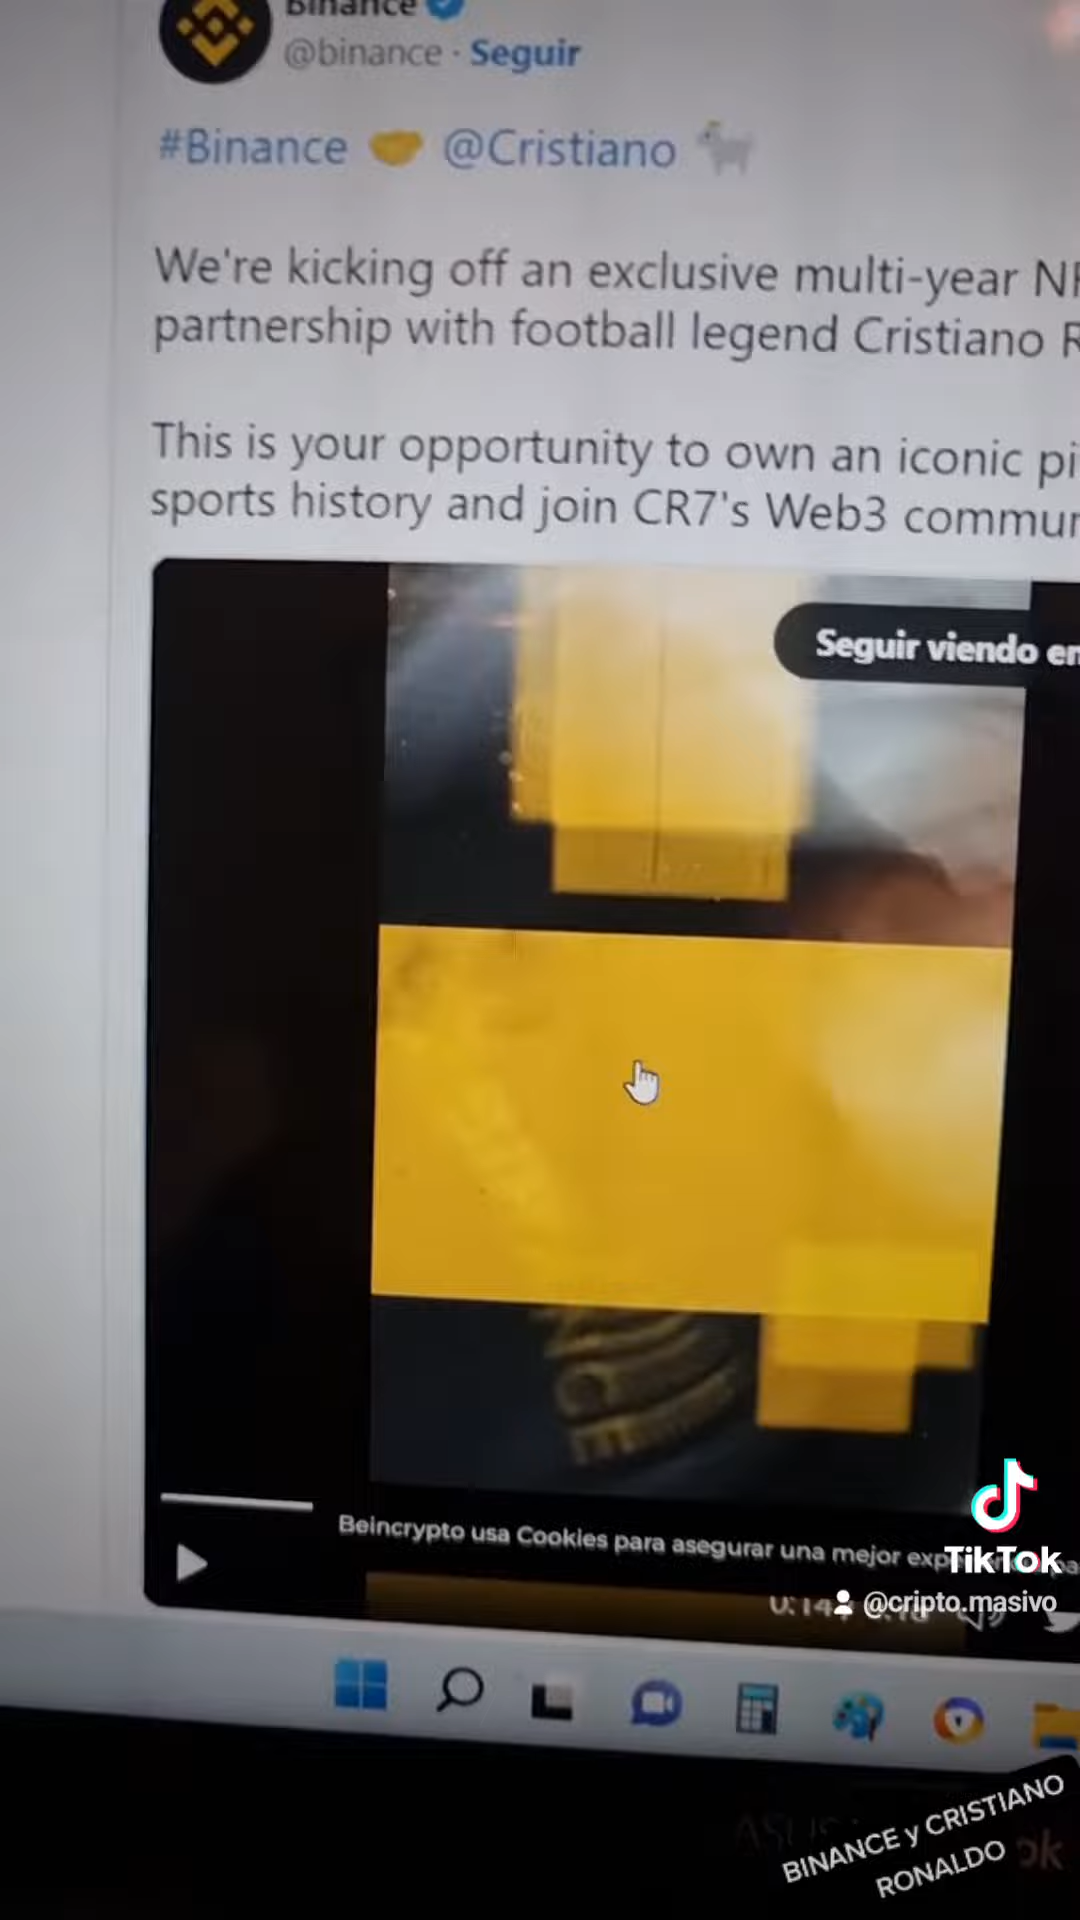 Binance
@binance · Seguir
#Binance 🤝 @Cristiano 🐐
We're kicking off an exclusive multi-year
partnership with football legend Cristiano
This is your opportunity to own an iconic
sports history and join CR7's Web3
Seguir viendo
Beincrypto usa Cookies para asegurar una mejor
TikTok
@cripto.masivo
BINANCE y CRISTIANO
RONALDO